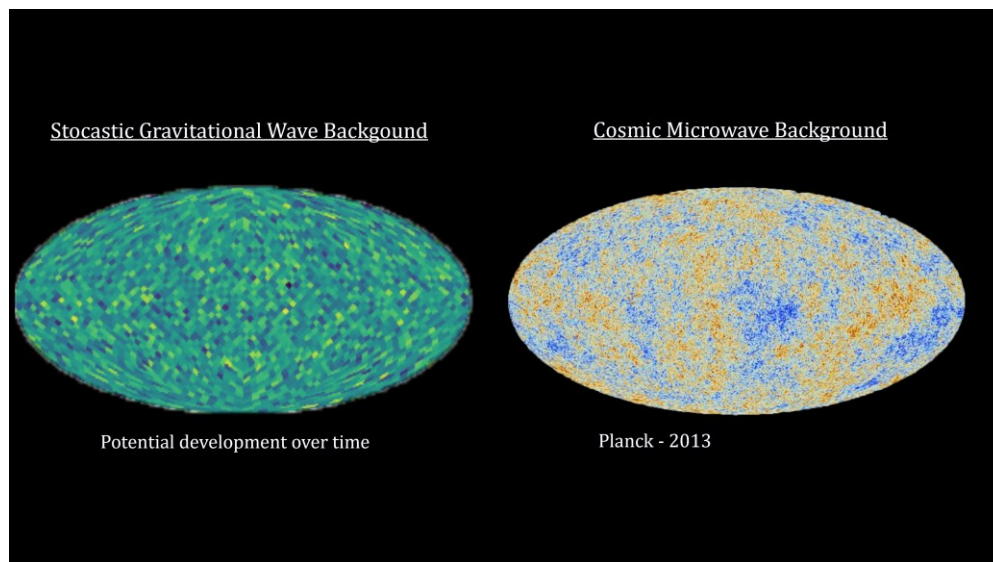 Stocastic Gravitational Wave Backgound
Cosmic Microwave Background
Potential development over time
Planck - 2013